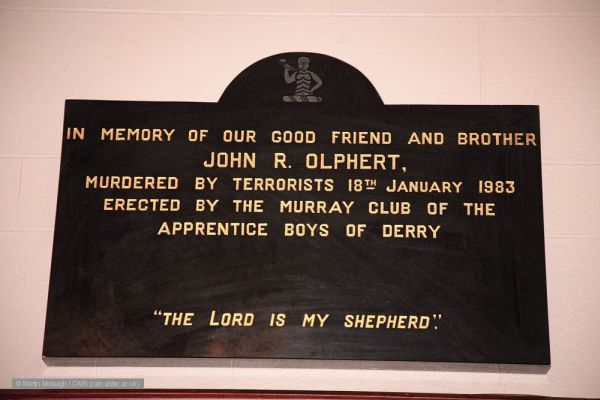 IN MEMORY OF OUR GOOD FRIEND AND BROTHER
JOHN R. OLPHERT,
MURDERED BY TERRORISTS 18TH JANUARY 1983
ERECTED BY THE MURRAY CLUB OF THE
APPRENTICE BOYS OF DERRY
"THE LORD IS MY SHEPHERD".
© Martin Melaugh / CAIN (cain.ulster.ac.uk)